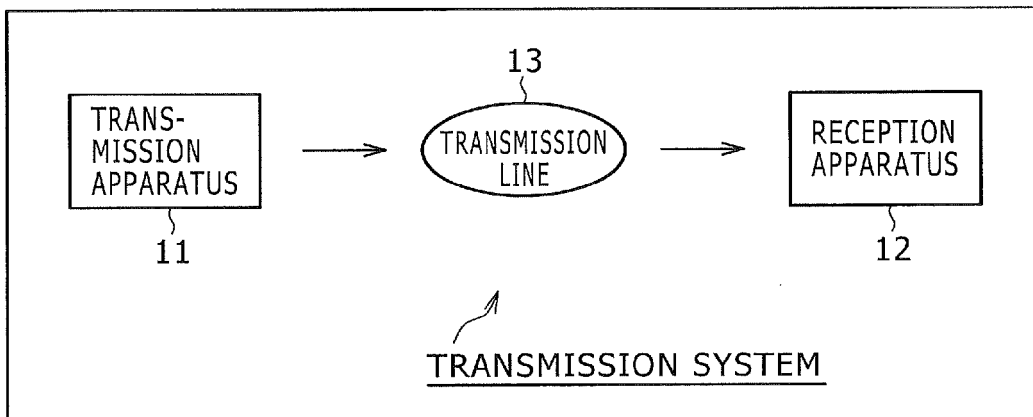 13
TRANS-
MISSION
APPARATUS
TRANSMISSION
LINE
RECEPTION
APPARATUS
11
12
TRANSMISSION SYSTEM